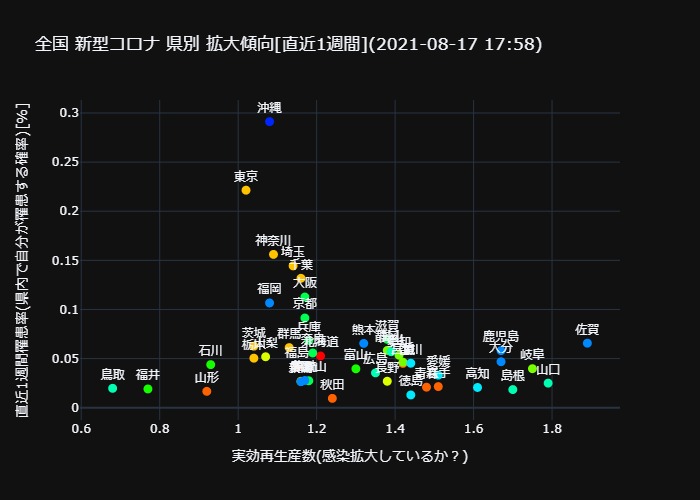 全国 新型コロナ 県別 拡大傾向[直近1週間](2021-08-17 17:58)
直近1週間罹患率(県内で自分が罹患する確率)[%]
0.3
0.25
0.2
0.15
0.1
0.05
0
沖縄
東京
神奈川
埼玉
千葉
大阪
福岡
京都
兵庫
茨城
栃木
群馬
熊本
滋賀
鹿児島
大分
佐賀
石川
福島
富山
広島
愛媛
岐阜
山口
鳥取
福井
山形
秋田
長野
徳島
高知
島根
0.6
0.8
1
1.2
1.4
1.6
1.8
実効再生産数(感染拡大しているか？)